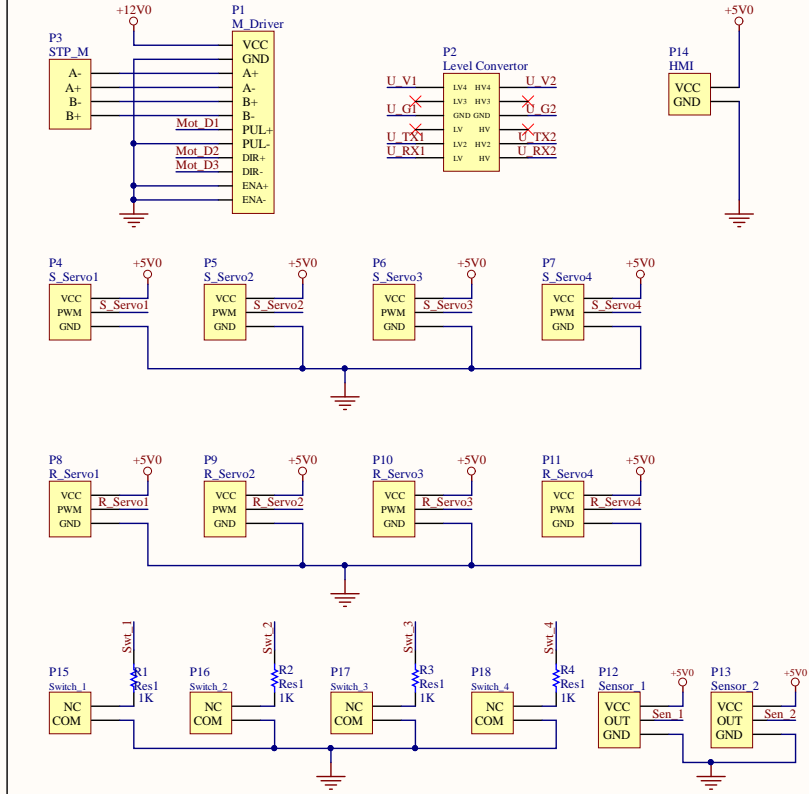 +12V0
P1
M_Driver
P3
STP_M
A-
A+
B-
B+
VCC
GND
A+
A-
B+
B-
PUL+
PUL-
DIR+
DIR-
ENA+
ENA-
Mot_D1
Mot_D2
Mot_D3
P2
Level Convertor
U_V1
U_G1
U_TX1
U_RX1
LV4 HV4
LV3 HV3
GND GND
LV HV
LV2 HV2
LV HV
U_V2
U_G2
U_TX2
U_RX2
+5V0
P14
HMI
VCC
GND
P4
S_Servo1
+5V0
VCC
PWM
GND
S_Servo1
P5
S_Servo2
+5V0
VCC
PWM
GND
S_Servo2
P6
S_Servo3
+5V0
VCC
PWM
GND
S_Servo3
P7
S_Servo4
+5V0
VCC
PWM
GND
S_Servo4
P8
R_Servo1
+5V0
VCC
PWM
GND
R_Servo1
P9
R_Servo2
+5V0
VCC
PWM
GND
R_Servo2
P10
R_Servo3
+5V0
VCC
PWM
GND
R_Servo3
P11
R_Servo4
+5V0
VCC
PWM
GND
R_Servo4
Swt_1
P15
Switch_1
NC
COM
R1
Res1
1K
Swt_2
P16
Switch_2
NC
COM
R2
Res1
1K
Swt_3
P17
Switch_3
NC
COM
R3
Res1
1K
Swt_4
P18
Switch_4
NC
COM
R4
Res1
1K
P12
Sensor_1
+5V0
VCC
OUT
GND
Sen_1
P13
Sensor_2
+5V0
VCC
OUT
GND
Sen_2